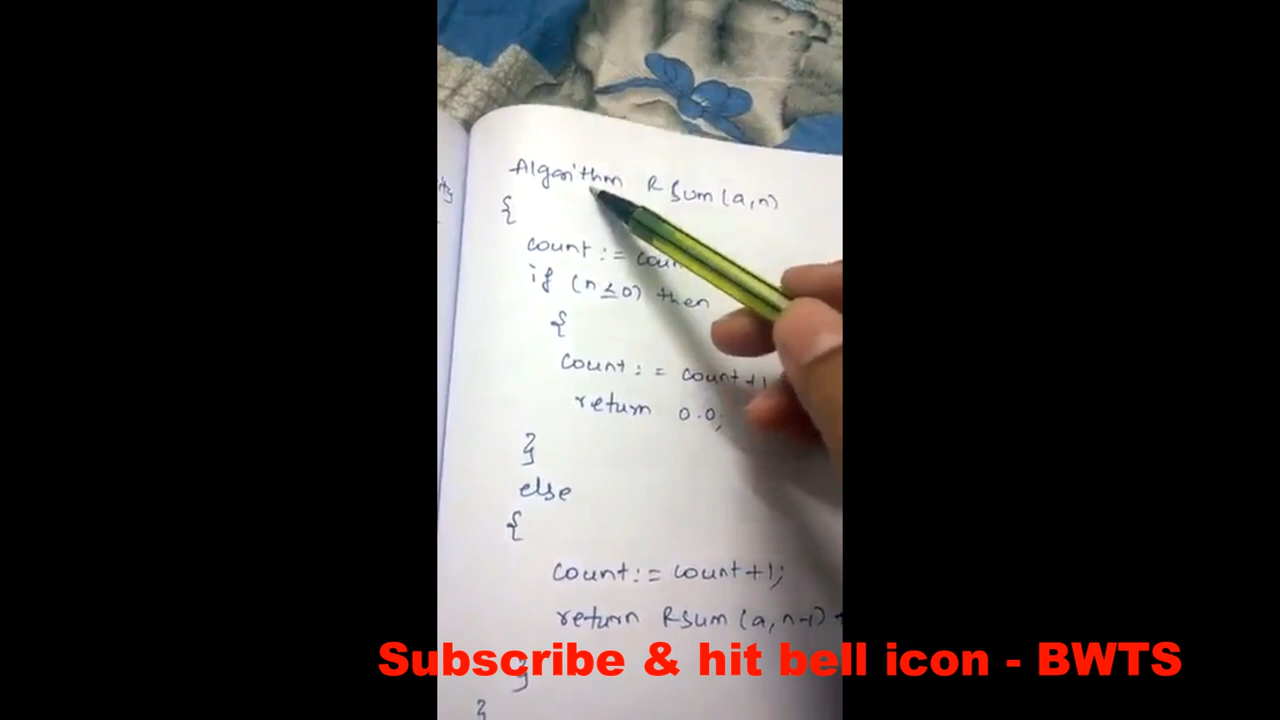 Algorithm RSum(a,n)
{
count :=
if (n≤0) then
{
count := count+1
return 0.0;
}
else
{
count := count+1;
return RSum (a, n-1) +
}
}
Subscribe & hit bell icon - BWTS